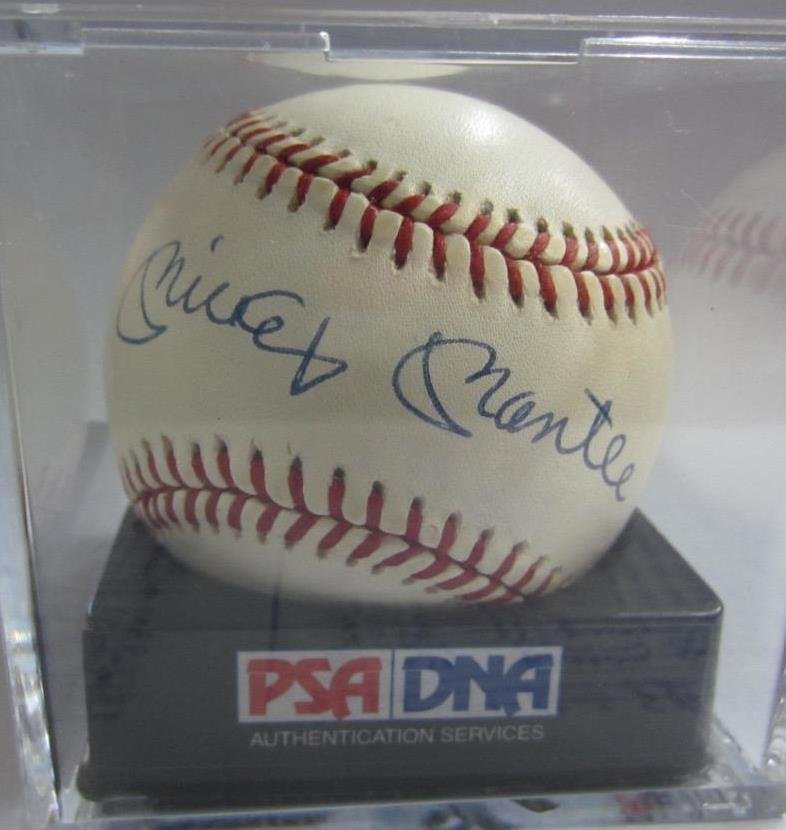 Mickey Mantle
PSA DNA
AUTHENTICATION SERVICES